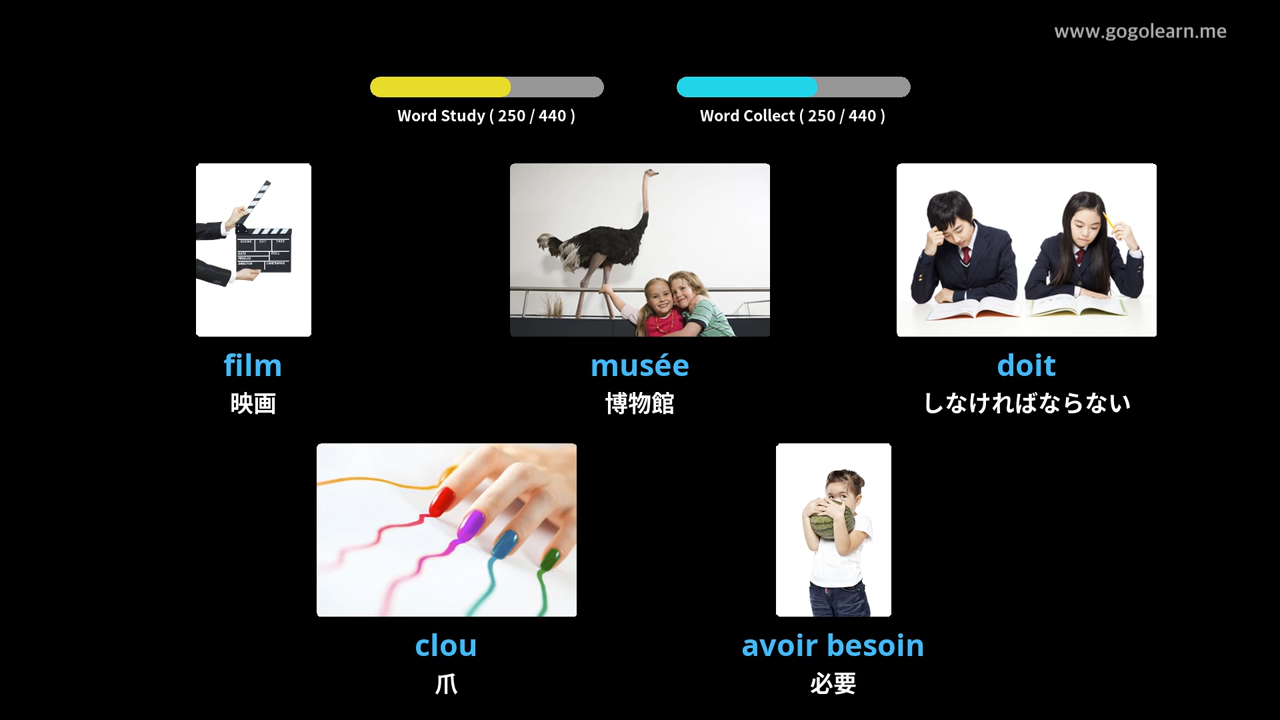 www.gogolearn.me
Word Study ( 250 / 440 )
Word Collect ( 250 / 440 )
film
映画
musée
博物館
doit
しなければならない
clou
爪
avoir besoin
必要